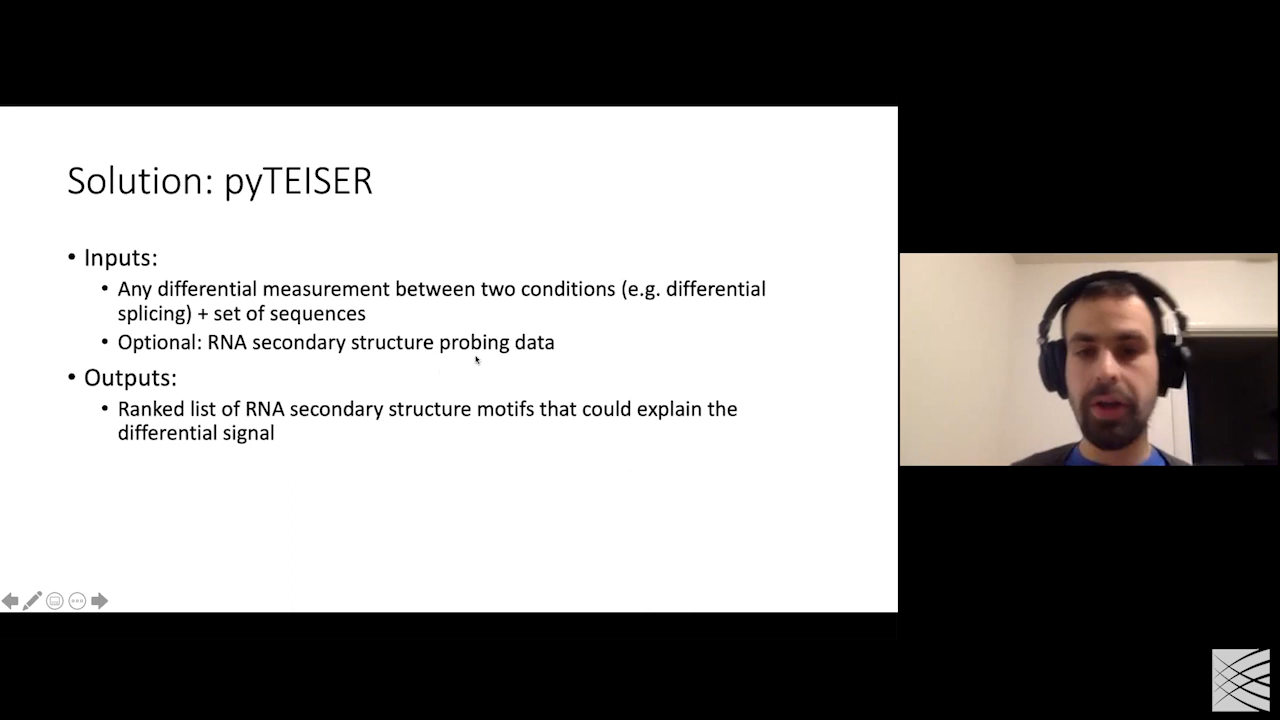 Solution: pyTEISER
• Inputs:
• Any differential measurement between two conditions (e.g. differential
splicing) + set of sequences
• Optional: RNA secondary structure probing data
• Outputs:
• Ranked list of RNA secondary structure motifs that could explain the
differential signal